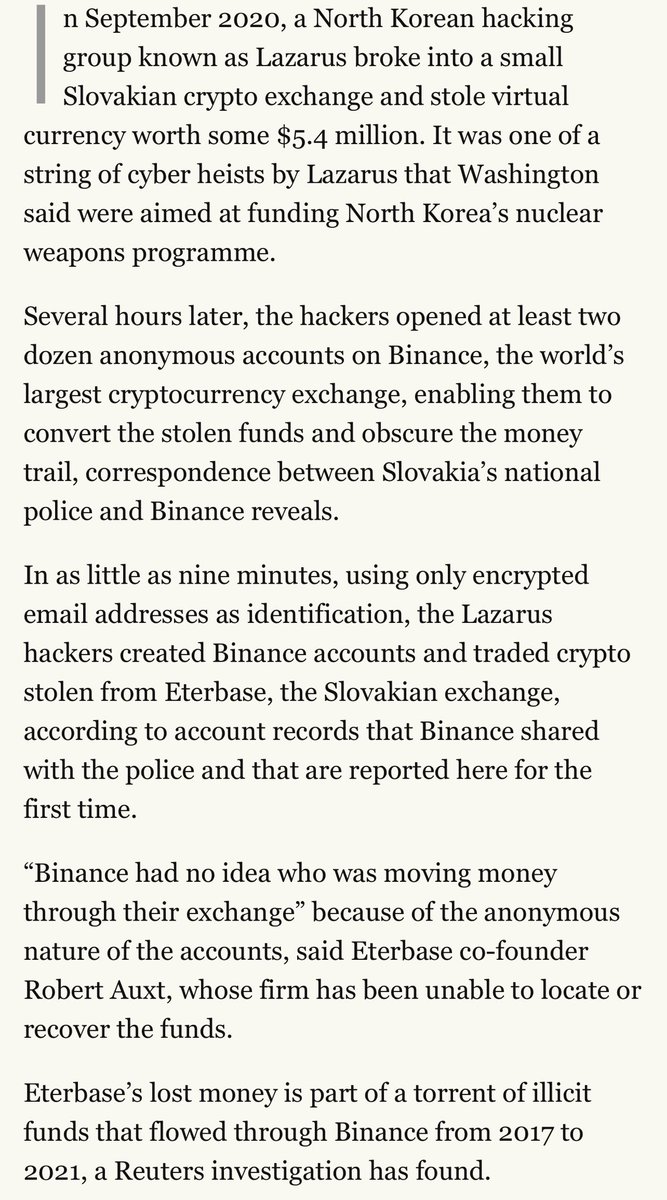 n September 2020, a North Korean hacking
group known as Lazarus broke into a small
Slovakian crypto exchange and stole virtual
currency worth some $5.4 million. It was one of a
string of cyber heists by Lazarus that Washington
said were aimed at funding North Korea’s nuclear
weapons programme.
Several hours later, the hackers opened at least two
dozen anonymous accounts on Binance, the world’s
largest cryptocurrency exchange, enabling them to
convert the stolen funds and obscure the money
trail, correspondence between Slovakia’s national
police and Binance reveals.
In as little as nine minutes, using only encrypted
email addresses as identification, the Lazarus
hackers created Binance accounts and traded crypto
stolen from Eterbase, the Slovakian exchange,
according to account records that Binance shared
with the police and that are reported here for the
first time.
“Binance had no idea who was moving money
through their exchange” because of the anonymous
nature of the accounts, said Eterbase co-founder
Robert Auxt, whose firm has been unable to locate or
recover the funds.
Eterbase’s lost money is part of a torrent of illicit
funds that flowed through Binance from 2017 to
2021, a Reuters investigation has found.